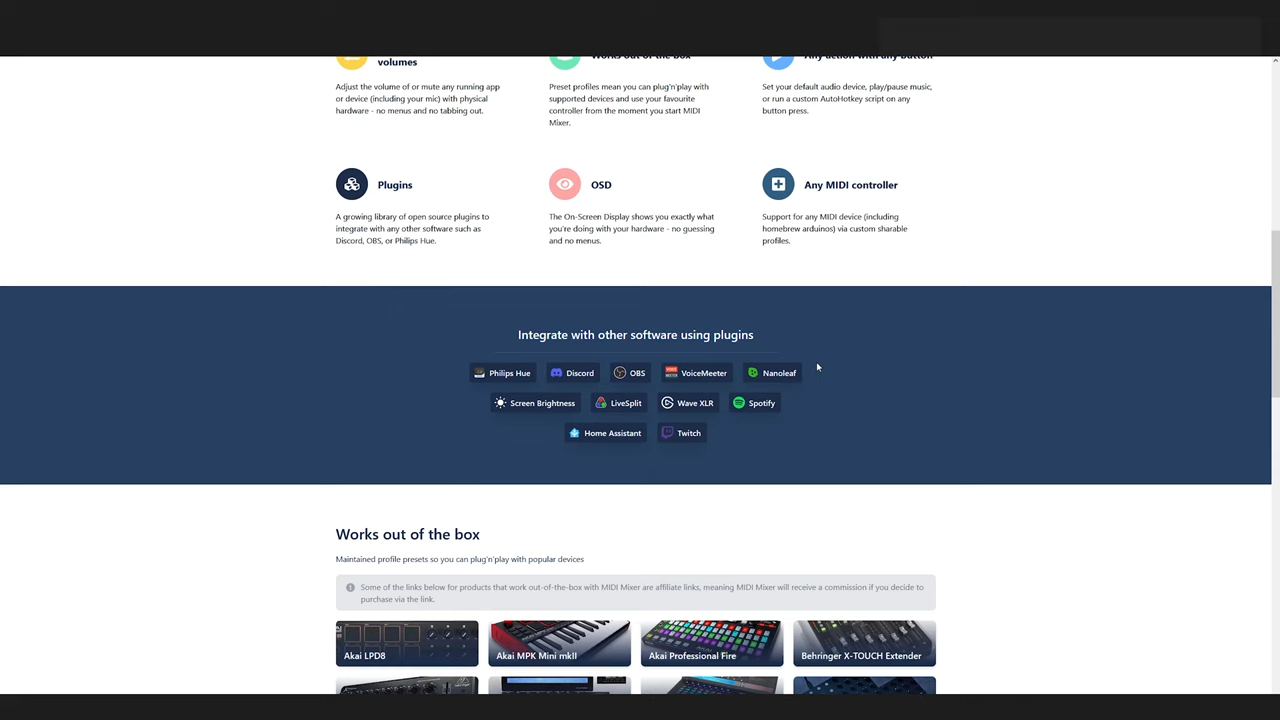 volumes
Works out of the box
Any action with any button
Adjust the volume of or mute any running app
or device (including your mic) with physical
hardware - no menus and no tabbing out.
Preset profiles mean you can plug'n'play with
supported devices and use your favourite
controller from the moment you start MIDI
Mixer.
Set your default audio device, play/pause music,
or run a custom AutoHotkey script on any
button press.
Plugins
OSD
Any MIDI controller
A growing library of open source plugins to
integrate with any other software such as
Discord, OBS, or Philips Hue.
The On-Screen Display shows you exactly what
you're doing with your hardware - no guessing
and no menus.
Support for any MIDI device (including
homebrew arduinos) via custom sharable
profiles.
Integrate with other software using plugins
Philips Hue
Discord
OBS
VoiceMeeter
Nanoleaf
Screen Brightness
LiveSplit
Wave XLR
Spotify
Home Assistant
Twitch
Works out of the box
Maintained profile presets so you can plug'n'play with popular devices
Some of the links below for products that work out-of-the-box with MIDI Mixer are affiliate links, meaning MIDI Mixer will receive a commission if you decide to
purchase via the link.
Akai LPD8
Akai MPK Mini mkII
Akai Professional Fire
Behringer X-TOUCH Extender